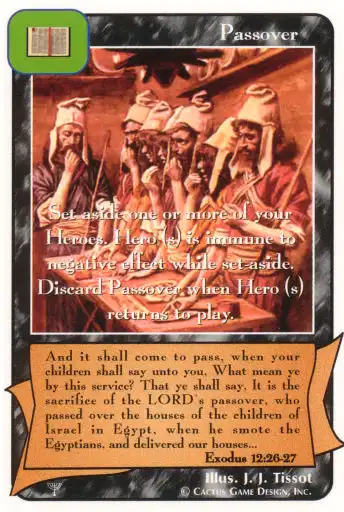 Passover
Set aside one or more of your
Heroes. Hero (s) is immune to
negative effect while set-aside.
Discard Passover when Hero (s)
returns to play.
And it shall come to pass, when your
children shall say unto you, What mean ye
by this service? That ye shall say, It is the
sacrifice of the LORD's passover, who
passed over the houses of the children of
Israel in Egypt, when he smote the
Egyptians, and delivered our houses...
Exodus 12:26-27
Illus. J. J. Tissot
© Cactus Game Design, Inc.